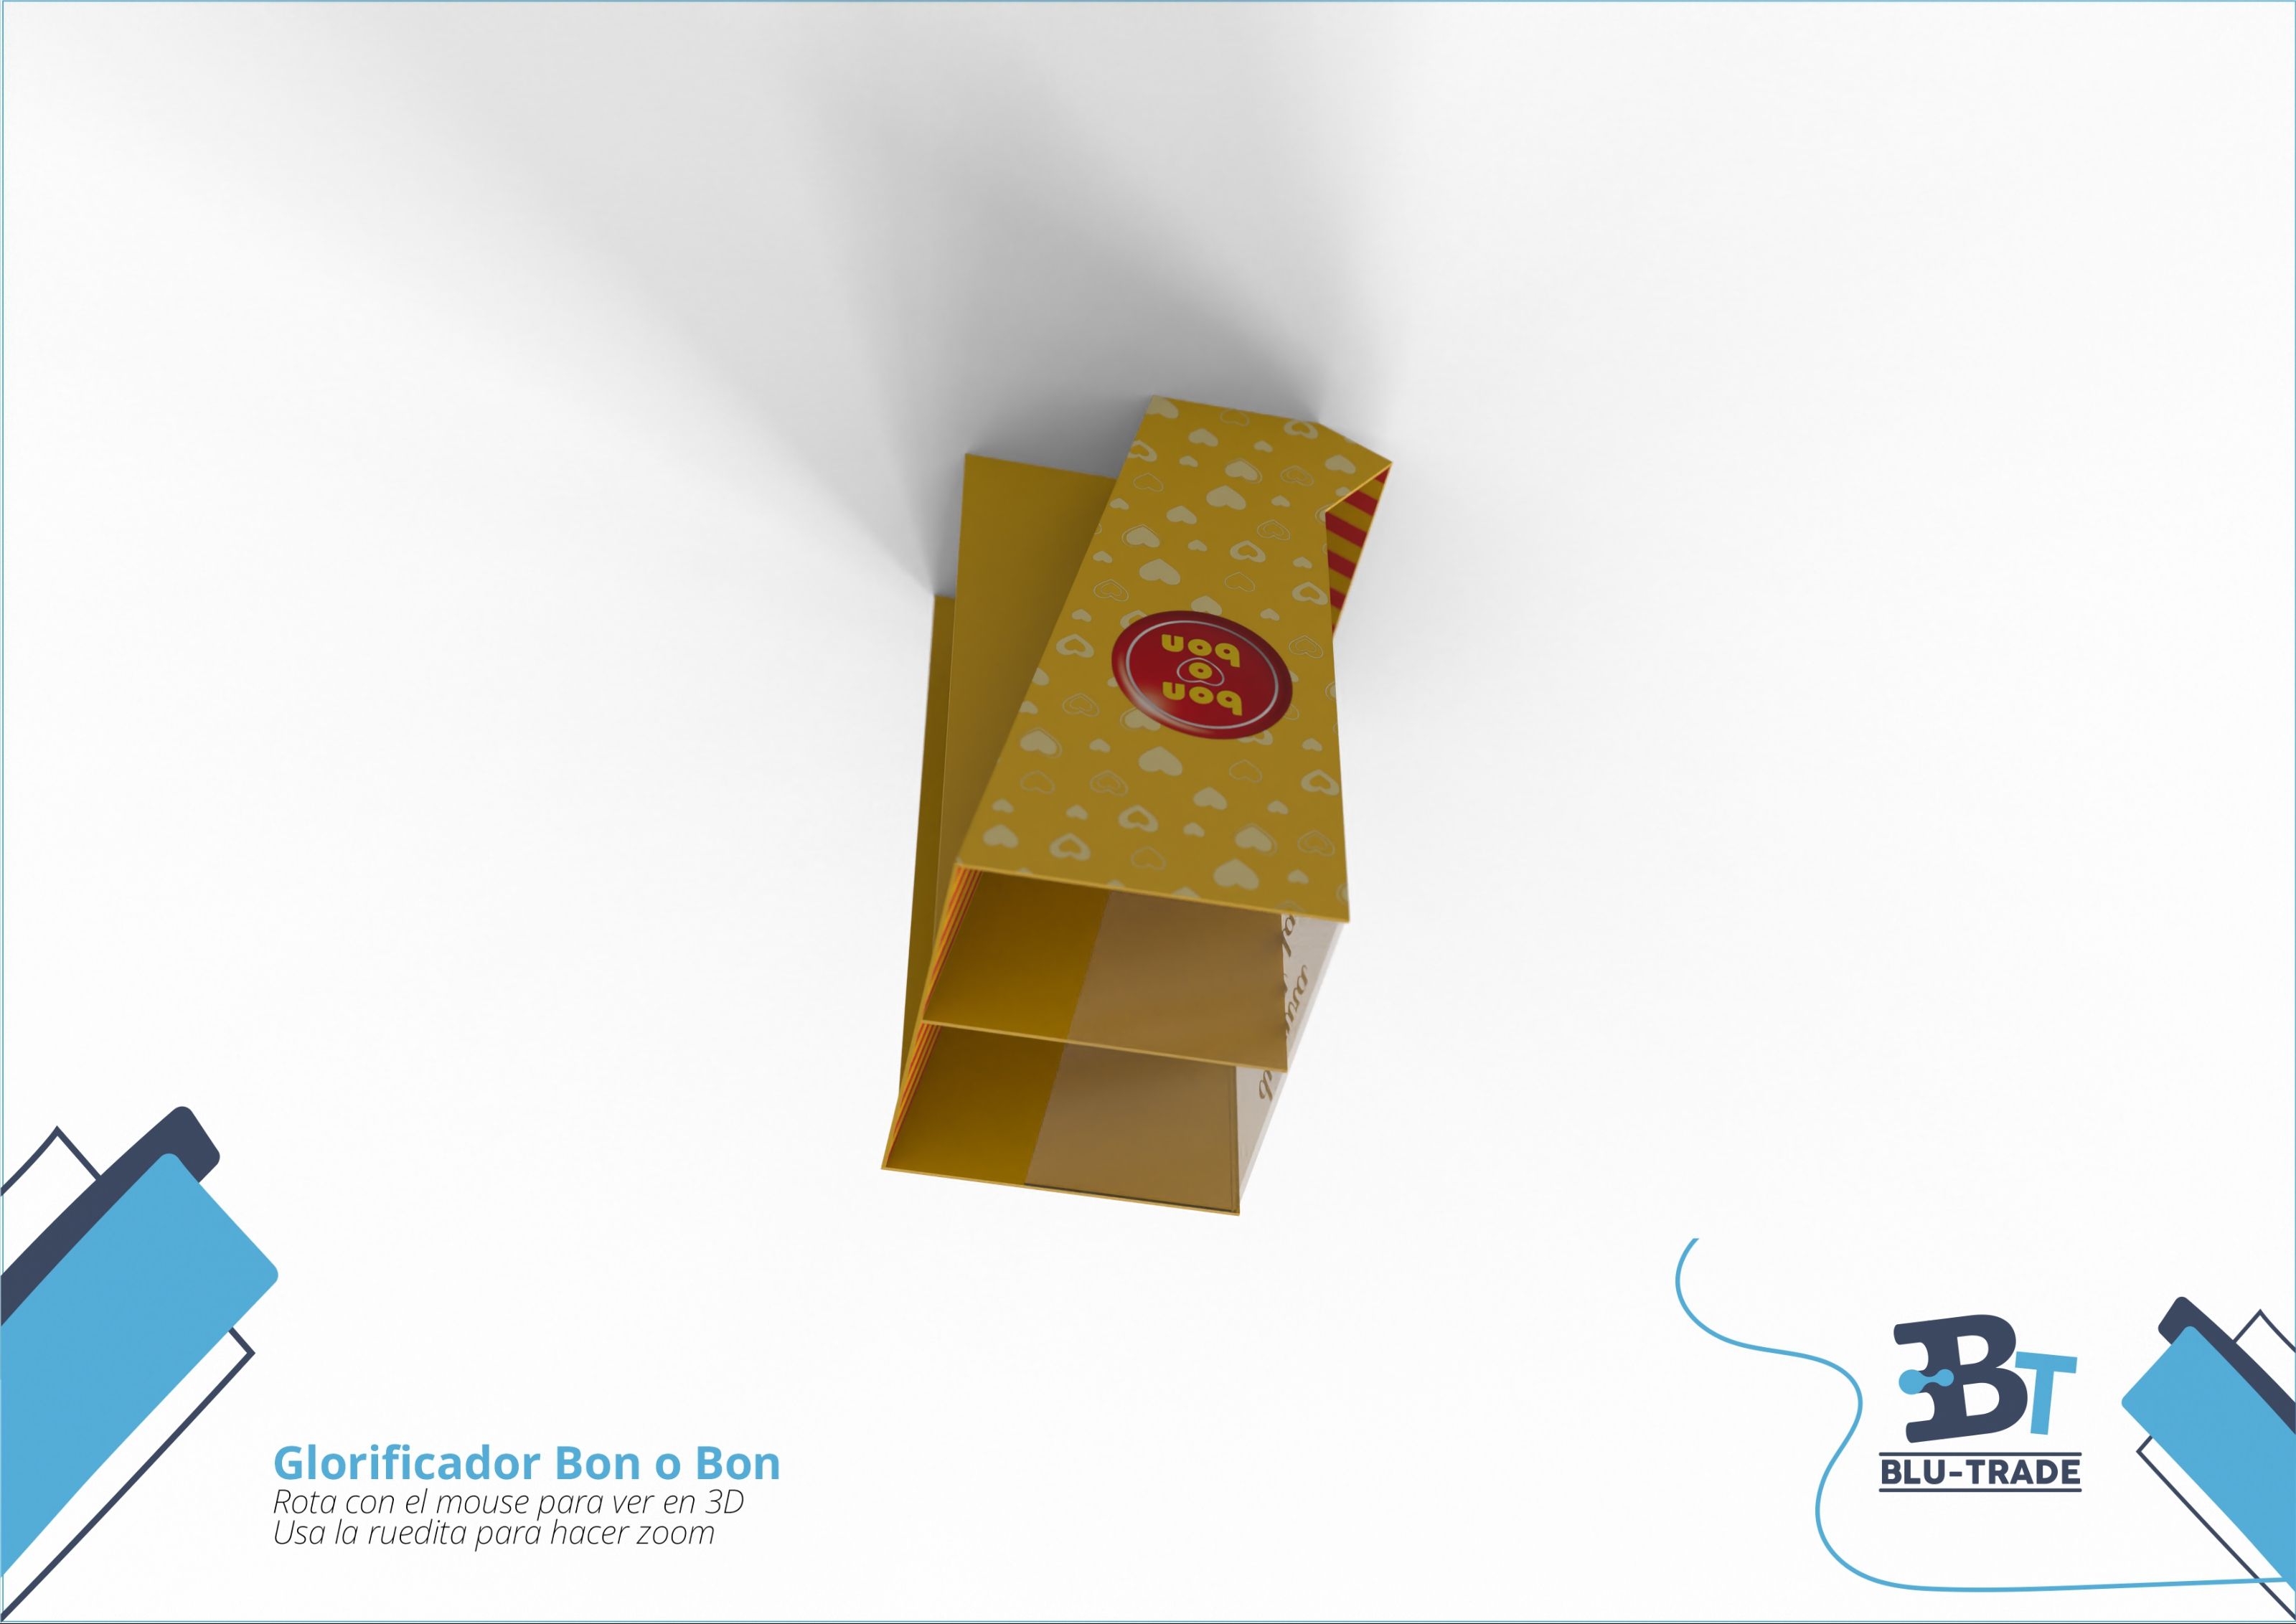 bon
o
bon
Glorificador Bon o Bon
Rota con el mouse para ver en 3D
Usa la ruedita para hacer zoom
BT
BLU-TRADE